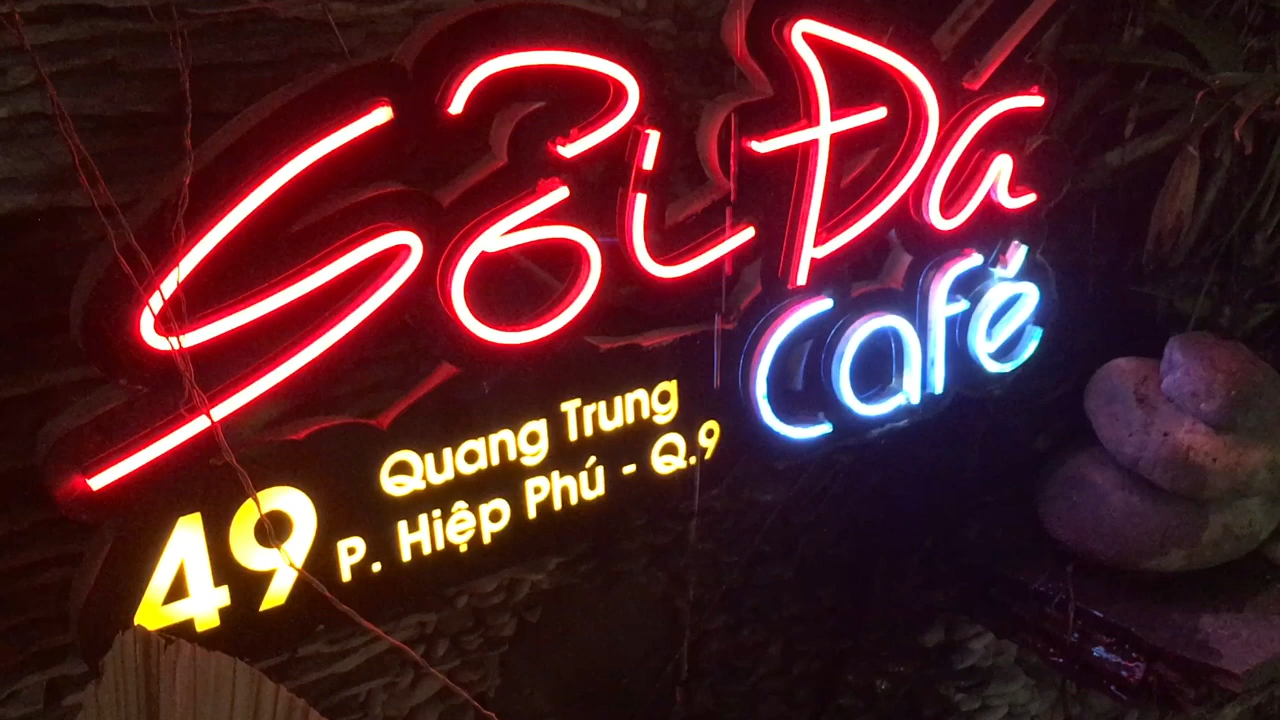 Sỏi Đá
café
49 Quang Trung
P. Hiệp Phú - Q.9